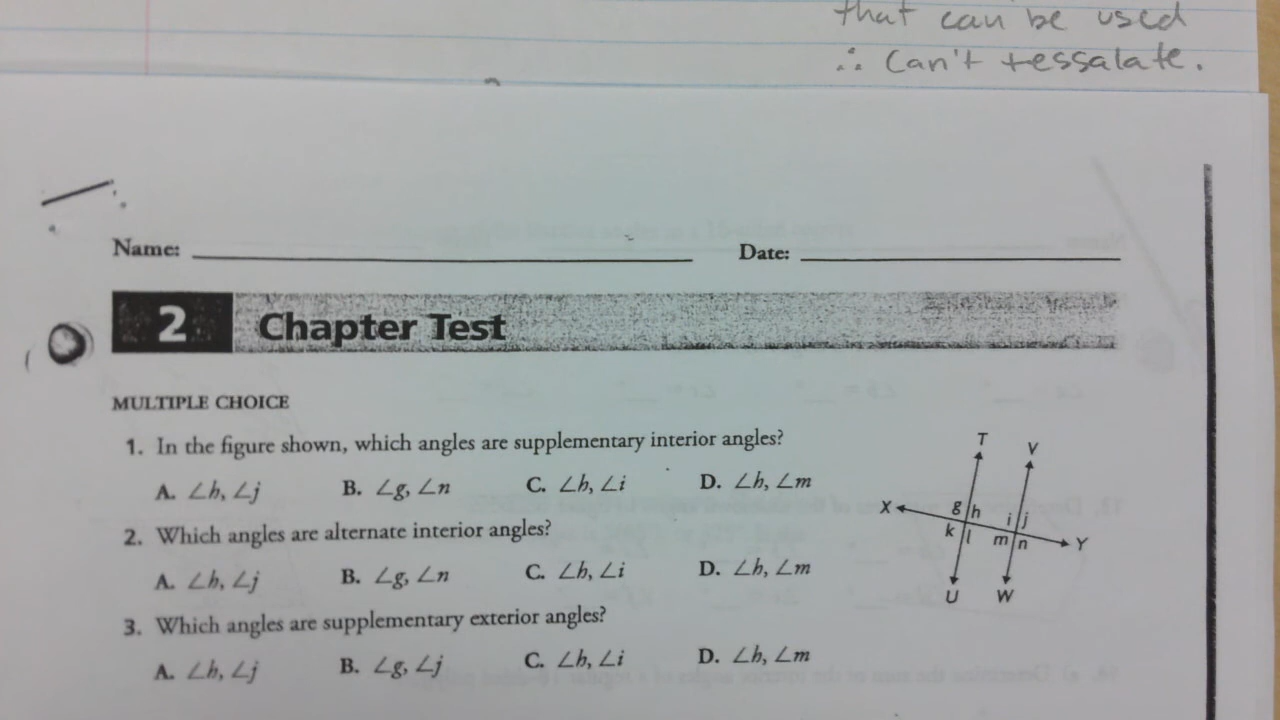 that can be used
∴ Can't tessalate.
Name: Date:
2 Chapter Test
MULTIPLE CHOICE
1. In the figure shown, which angles are supplementary interior angles?
A. ∠h, ∠j B. ∠g, ∠n C. ∠h, ∠i D. ∠h, ∠m
2. Which angles are alternate interior angles?
A. ∠h, ∠j B. ∠g, ∠n C. ∠h, ∠i D. ∠h, ∠m
3. Which angles are supplementary exterior angles?
A. ∠h, ∠j B. ∠g, ∠j C. ∠h, ∠i D. ∠h, ∠m
T V
X g h i j
k l m n Y
U W